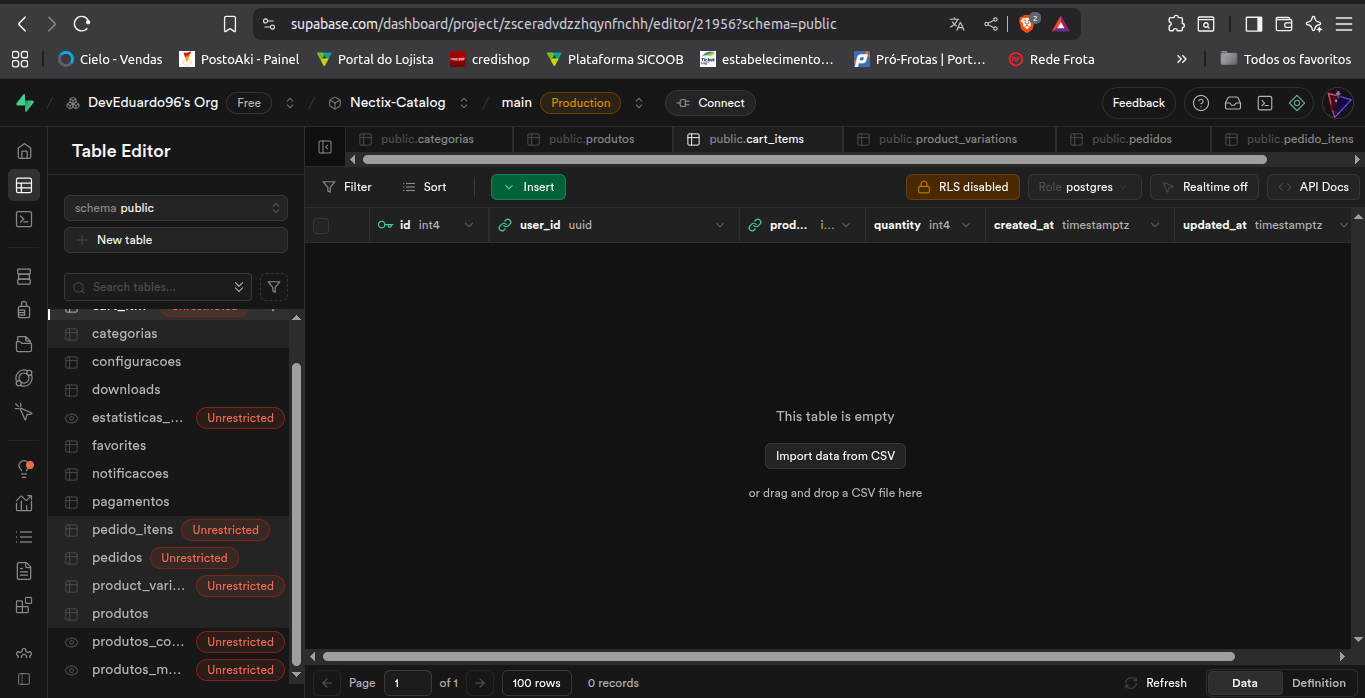 supabase.com/dashboard/project/zsceradvdzzhqynfnchh/editor/21956?schema=public
2
Cielo - Vendas
PostoAki - Painel
Portal do Lojista
credishop
Plataforma SICOOB
estabelecimento...
Pró-Frotas | Port...
Rede Frota
Todos os favoritos
DevEduardo96's Org
Free
Nectix-Catalog
main
Production
Connect
Feedback
Table Editor
public.categorias
public.produtos
public.cart_items
public.product_variations
public.pedidos
public.pedido_itens
schema public
New table
Search tables...
Filter
Sort
Insert
RLS disabled
Role postgres
Realtime off
API Docs
id int4
user_id uuid
prod... i...
quantity int4
created_at timestamptz
updated_at timestamptz
categorias
configuracoes
downloads
estatisticas_... Unrestricted
favorites
notificacoes
pagamentos
pedido_itens Unrestricted
pedidos Unrestricted
product_vari... Unrestricted
produtos
produtos_co... Unrestricted
produtos_m... Unrestricted
This table is empty
Import data from CSV
or drag and drop a CSV file here
Page 1 of 1
100 rows
0 records
Refresh
Data
Definition